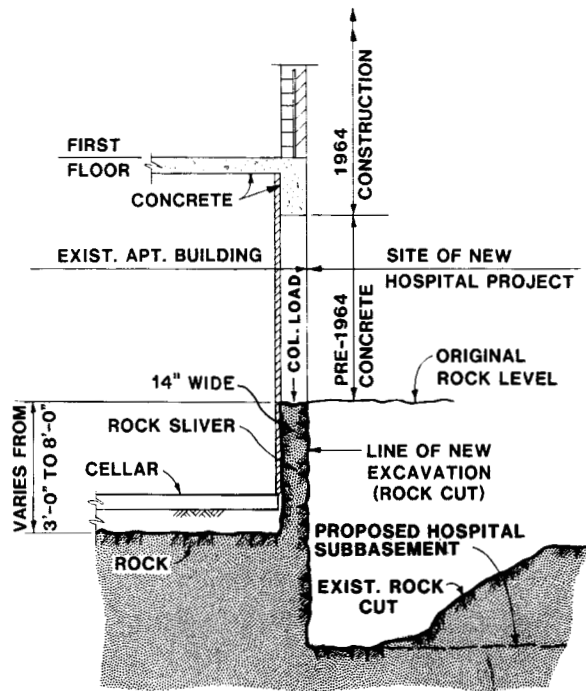 1964
CONSTRUCTION
FIRST
FLOOR
CONCRETE
EXIST. APT. BUILDING
SITE OF NEW
HOSPITAL PROJECT
COL. LOAD
PRE-1964
CONCRETE
14" WIDE
ORIGINAL
ROCK LEVEL
ROCK SLIVER
VARIES FROM
3'-0" TO 8'-0"
CELLAR
LINE OF NEW
EXCAVATION
(ROCK CUT)
PROPOSED HOSPITAL
SUBBASEMENT
ROCK
EXIST. ROCK
CUT